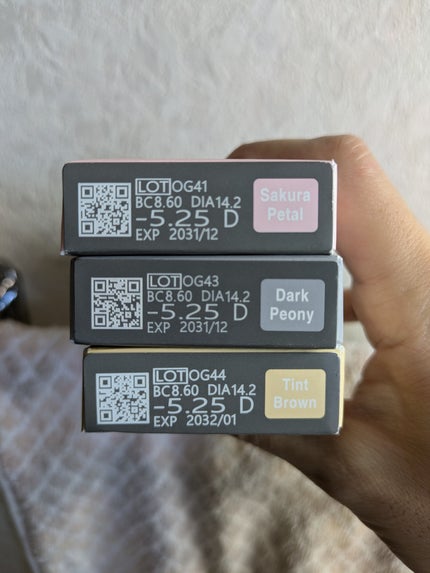 LOT OG41
BC8.60 DIA14.2
-5.25 D
EXP 2031/12
Sakura
Petal
LOT OG43
BC8.60 DIA14.2
-5.25 D
EXP 2031/12
Dark
Peony
LOT OG44
BC8.60 DIA14.2
-5.25 D
EXP 2032/01
Tint
Brown